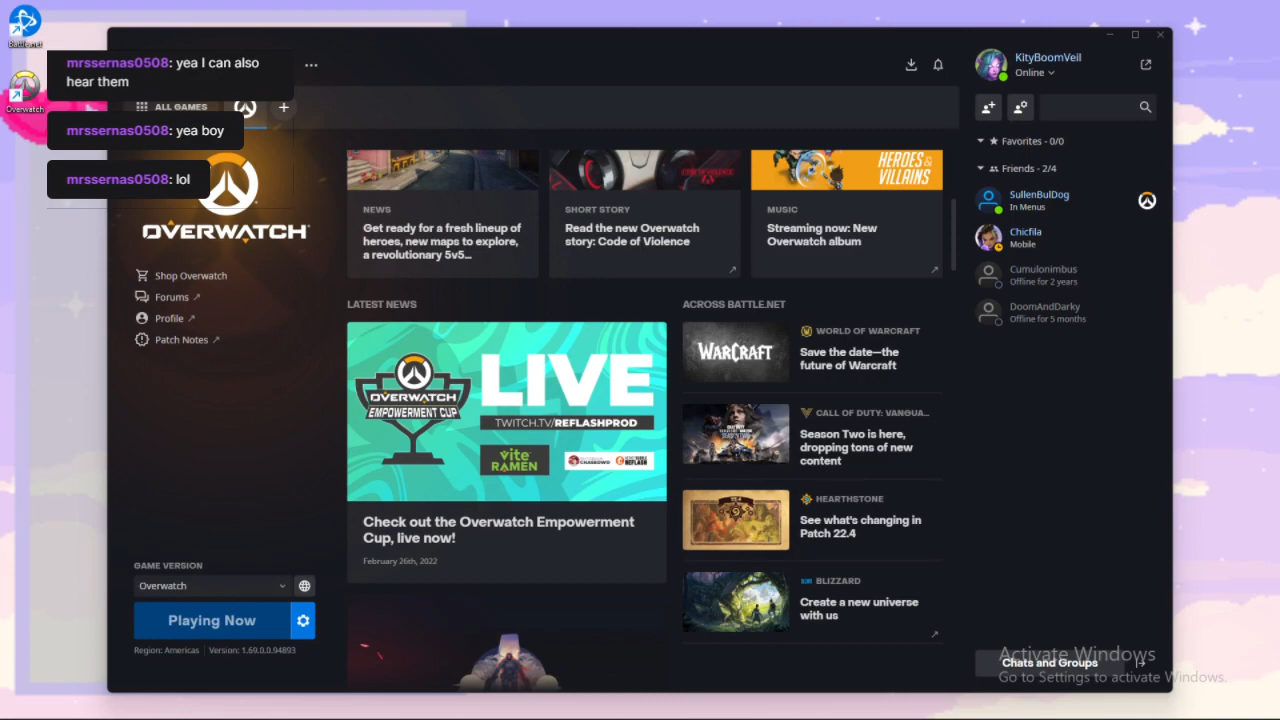 Battle.net
Overwatch
mrssernas0508: yea I can also
hear them
mrssernas0508: yea boy
mrssernas0508: lol
ALL GAMES
OVERWATCH
Shop Overwatch
Forums
Profile
Patch Notes
GAME VERSION
Overwatch
Playing Now
Region: Americas
Version: 1.69.0.0.94893
NEWS
Get ready for a fresh lineup of
heroes, new maps to explore,
a revolutionary 5v5...
SHORT STORY
Read the new Overwatch
story: Code of Violence
HEROES &
VILLAINS
MUSIC
Streaming now: New
Overwatch album
LATEST NEWS
OVERWATCH
EMPOWERMENT CUP
LIVE
TWITCH.TV/REFLASHPROD
vite
RAMEN
Check out the Overwatch Empowerment
Cup, live now!
February 26th, 2022
ACROSS BATTLE.NET
WARCRAFT
WORLD OF WARCRAFT
Save the date—the
future of Warcraft
CALL OF DUTY: VANGUA...
Season Two is here,
dropping tons of new
content
HEARTHSTONE
See what's changing in
Patch 22.4
BLIZZARD
Create a new universe
with us
KityBoomVeil
Online
Favorites - 0/0
Friends - 2/4
SullenBulDog
In Menus
Chicfila
Mobile
Cumulonimbus
Offline for 2 years
DoomAndDarky
Offline for 5 months
Chats and Groups
Activate Windows
Go to Settings to activate Windows.